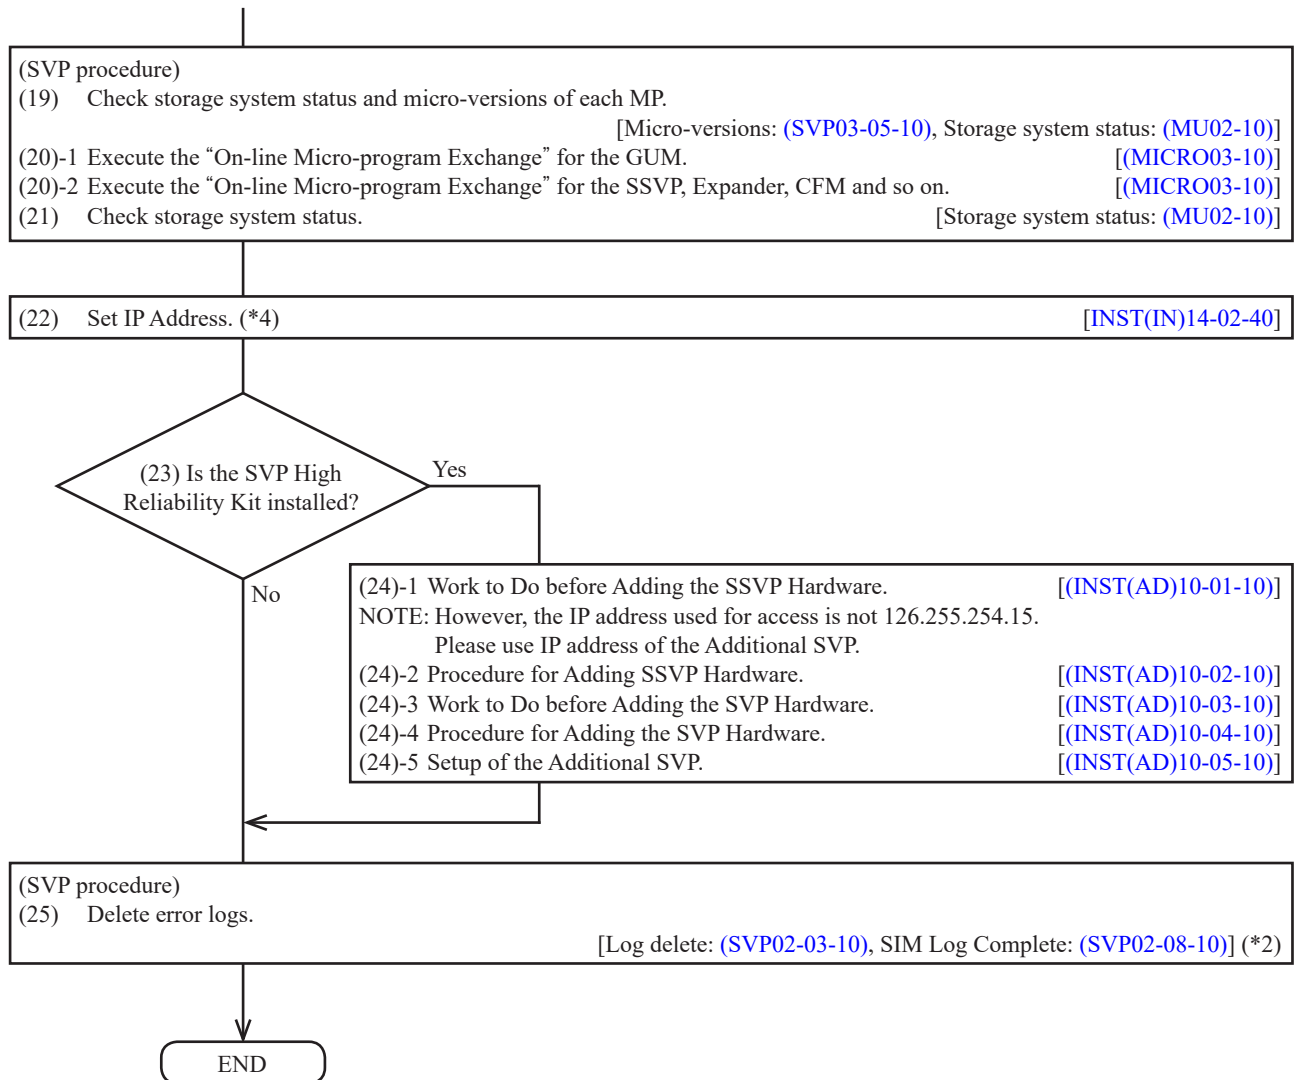 (SVP procedure)
(19) Check storage system status and micro-versions of each MP.
[Micro-versions: (SVP03-05-10), Storage system status: (MU02-10)]
(20)-1 Execute the “On-line Micro-program Exchange” for the GUM. [(MICRO03-10)]
(20)-2 Execute the “On-line Micro-program Exchange” for the SSVP, Expander, CFM and so on. [(MICRO03-10)]
(21) Check storage system status. [Storage system status: (MU02-10)]
(22) Set IP Address. (*4) [INST(IN)14-02-40]
(23) Is the SVP High
Reliability Kit installed?
Yes
No
(24)-1 Work to Do before Adding the SSVP Hardware. [(INST(AD)10-01-10)]
NOTE: However, the IP address used for access is not 126.255.254.15.
Please use IP address of the Additional SVP.
(24)-2 Procedure for Adding SSVP Hardware. [(INST(AD)10-02-10)]
(24)-3 Work to Do before Adding the SVP Hardware. [(INST(AD)10-03-10)]
(24)-4 Procedure for Adding the SVP Hardware. [(INST(AD)10-04-10)]
(24)-5 Setup of the Additional SVP. [(INST(AD)10-05-10)]
(SVP procedure)
(25) Delete error logs.
[Log delete: (SVP02-03-10), SIM Log Complete: (SVP02-08-10)] (*2)
END